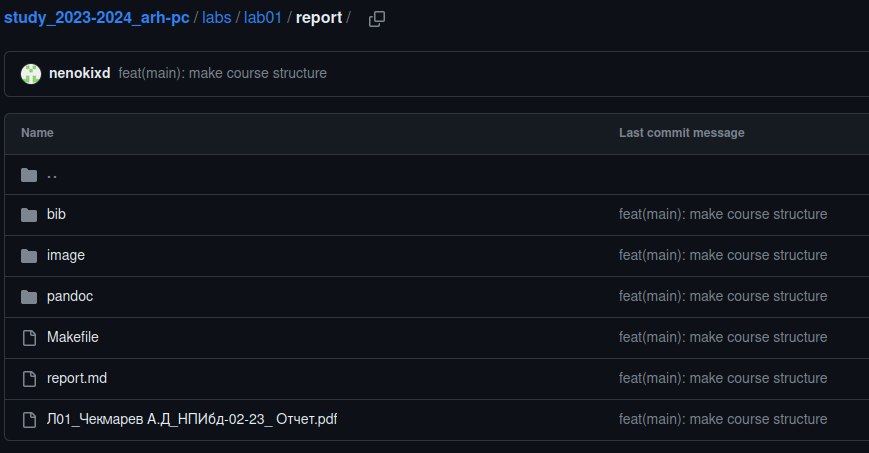 study_2023-2024_arh-pc / labs / lab01 / report /
nenokixd feat(main): make course structure
Name Last commit message
..
bib feat(main): make course structure
image feat(main): make course structure
pandoc feat(main): make course structure
Makefile feat(main): make course structure
report.md feat(main): make course structure
Л01_Чекмарев А.Д_НПИбд-02-23_ Отчет.pdf feat(main): make course structure